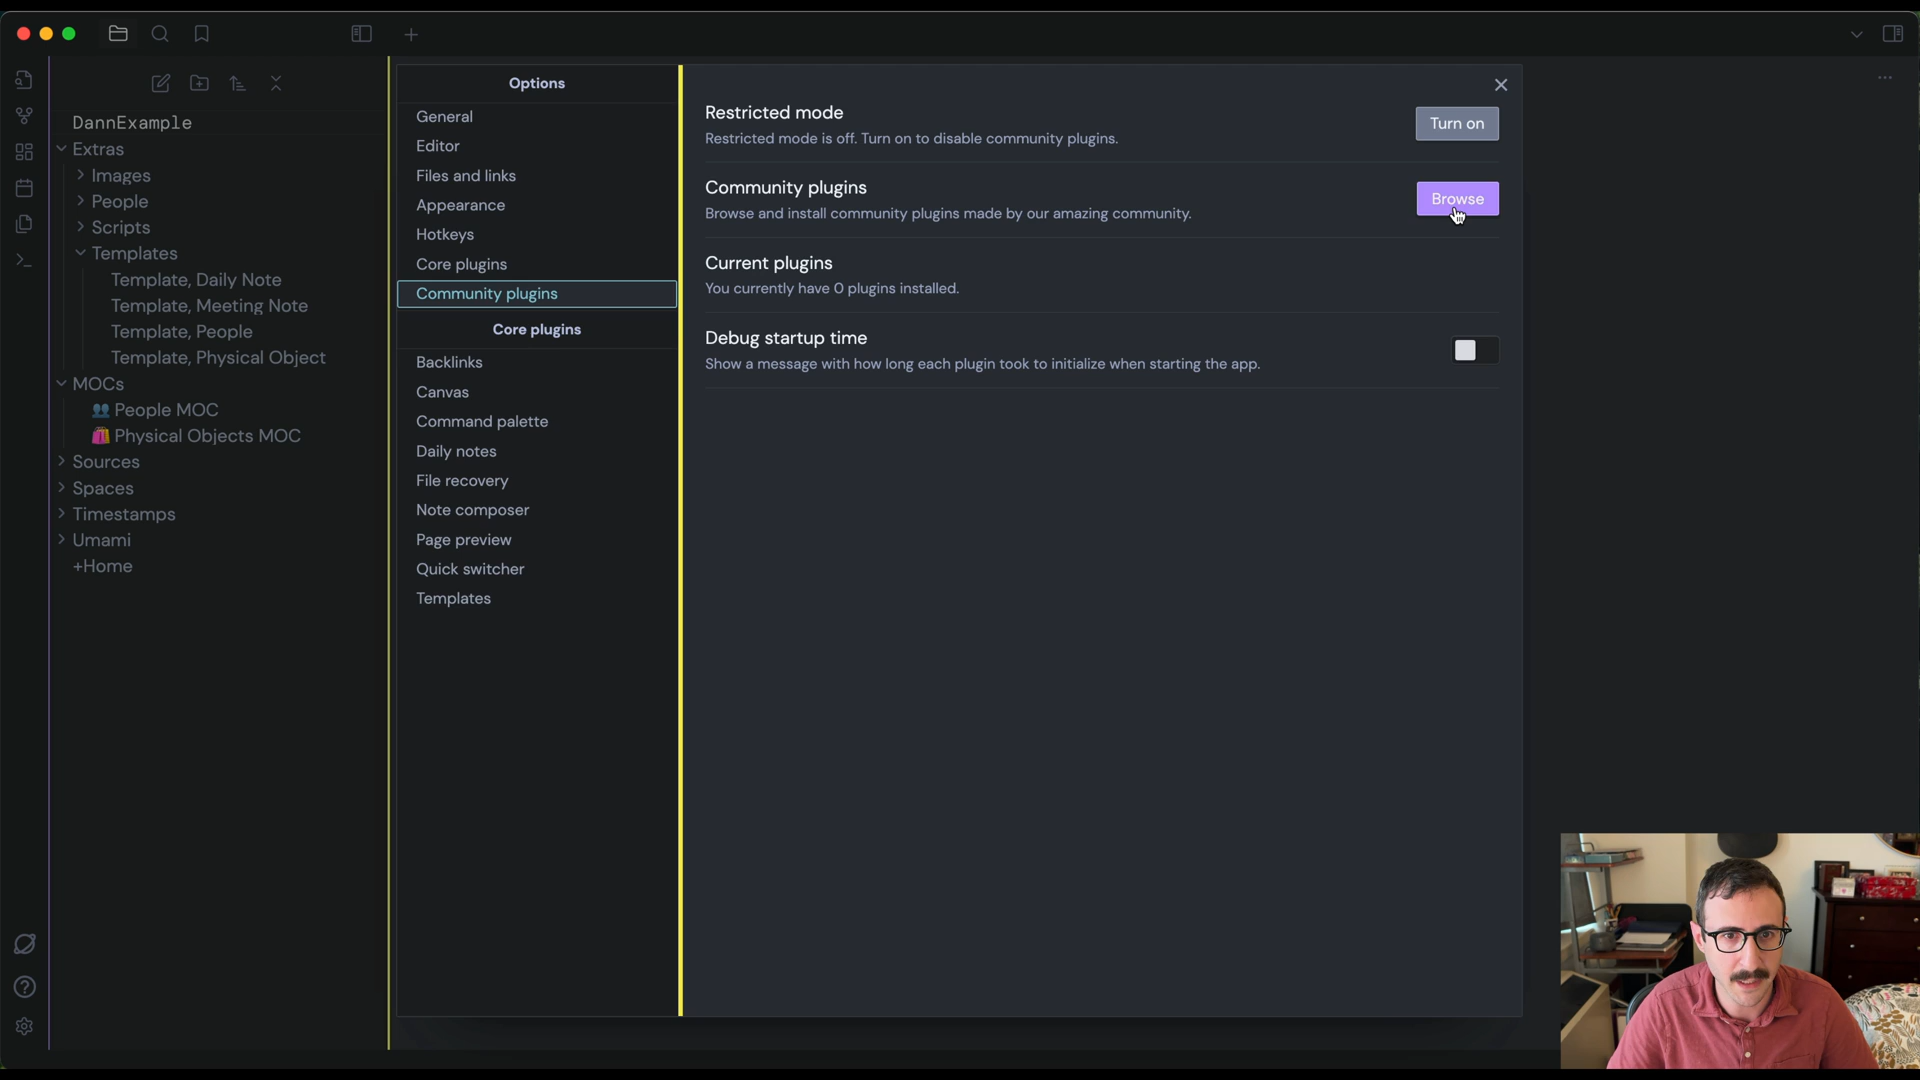 DannExample
Extras
Images
People
Scripts
Templates
Template, Daily Note
Template, Meeting Note
Template, People
Template, Physical Object
MOCs
People MOC
Physical Objects MOC
Sources
Spaces
Timestamps
Umami
+Home
Options
General
Editor
Files and links
Appearance
Hotkeys
Core plugins
Community plugins
Core plugins
Backlinks
Canvas
Command palette
Daily notes
File recovery
Note composer
Page preview
Quick switcher
Templates
Restricted mode
Restricted mode is off. Turn on to disable community plugins.
Turn on
Community plugins
Browse and install community plugins made by our amazing community.
Browse
Current plugins
You currently have 0 plugins installed.
Debug startup time
Show a message with how long each plugin took to initialize when starting the app.